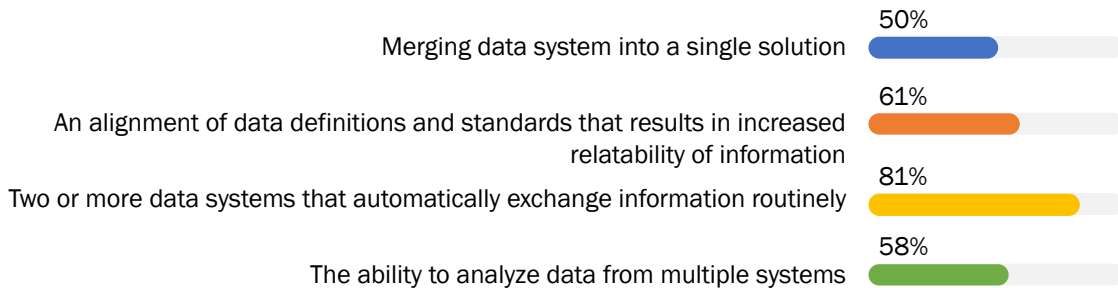 50%
Merging data system into a single solution
61%
An alignment of data definitions and standards that results in increased
relatability of information
81%
Two or more data systems that automatically exchange information routinely
58%
The ability to analyze data from multiple systems